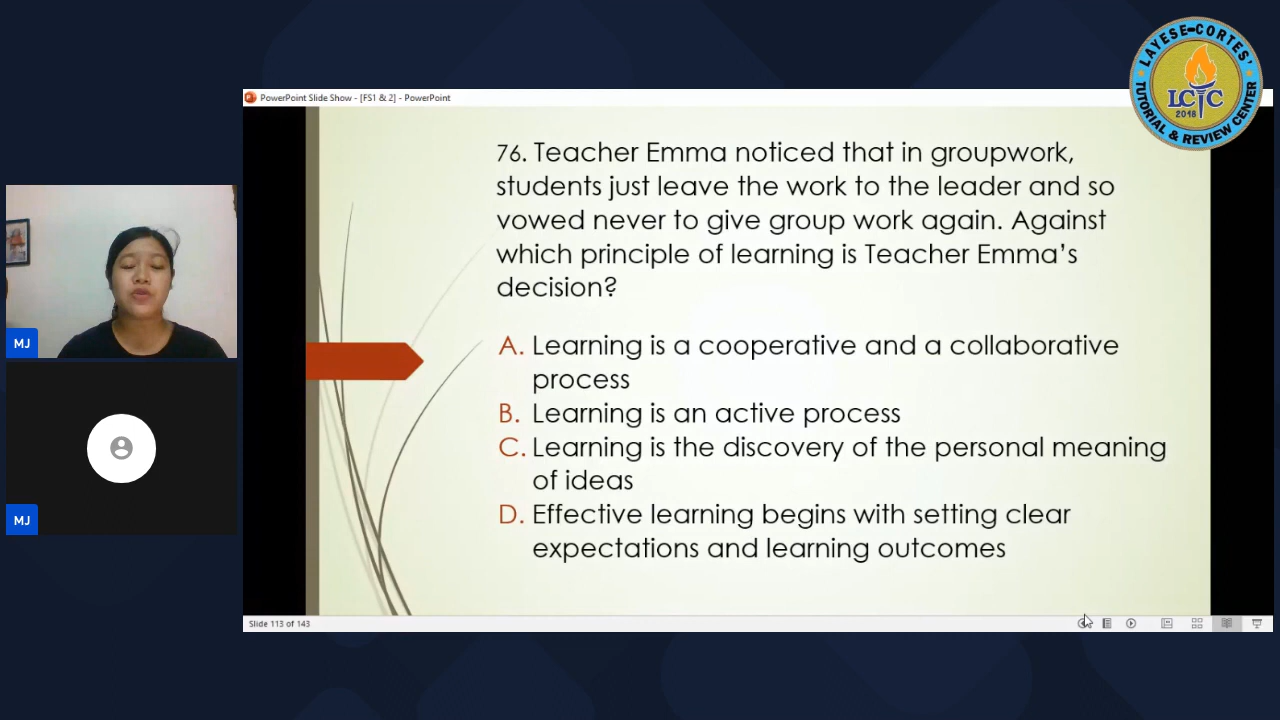 LAYESE-CORTES'
LCTC
2018
TUTORIAL & REVIEW CENTER
PowerPoint Slide Show - [FS1 & 2] - PowerPoint
76. Teacher Emma noticed that in groupwork,
students just leave the work to the leader and so
vowed never to give group work again. Against
which principle of learning is Teacher Emma's
decision?
A. Learning is a cooperative and a collaborative
process
B. Learning is an active process
C. Learning is the discovery of the personal meaning
of ideas
D. Effective learning begins with setting clear
expectations and learning outcomes
MJ
MJ
Slide 113 of 143